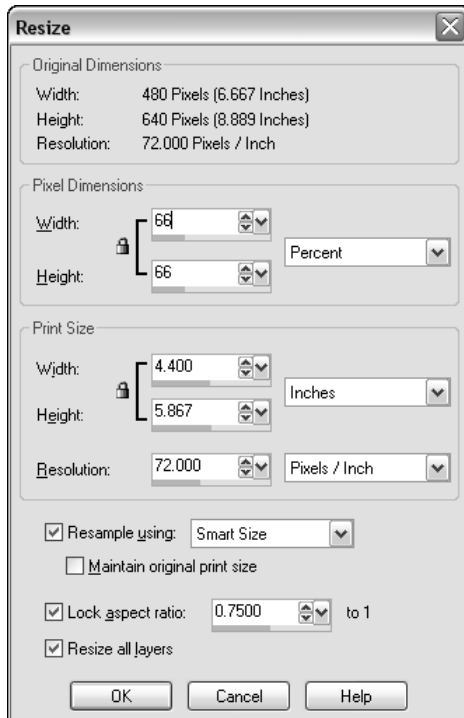 Resize
Original Dimensions
Width: 480 Pixels (6.667 Inches)
Height: 640 Pixels (8.889 Inches)
Resolution: 72.000 Pixels / Inch
Pixel Dimensions
Width: 66
Percent
Height: 66
Print Size
Width: 4.400
Inches
Height: 5.867
Resolution: 72.000 Pixels / Inch
Resample using: Smart Size
Maintain original print size
Lock aspect ratio: 0.7500 to 1
Resize all layers
OK Cancel Help